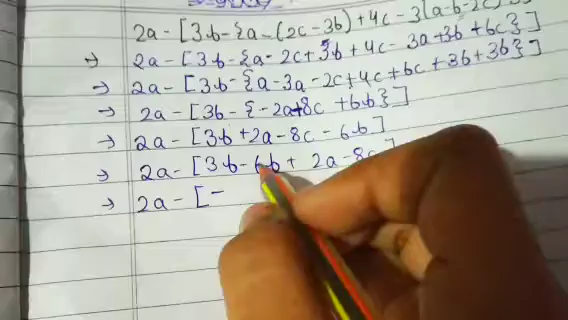 2a - [3b - {a - (2c - 3b) + 4c - 3(a - b - 2c)
→ 2a - [3b - {a - 2c + 3b + 4c - 3a + 3b + 6c}]
→ 2a - [3b - {a - 3a - 2c + 4c + 6c + 3b + 3b}]
→ 2a - [3b - {-2a + 8c + 6b}]
→ 2a - [3b + 2a - 8c - 6b]
→ 2a - [3b - 6b + 2a - 8c]
→ 2a - [-